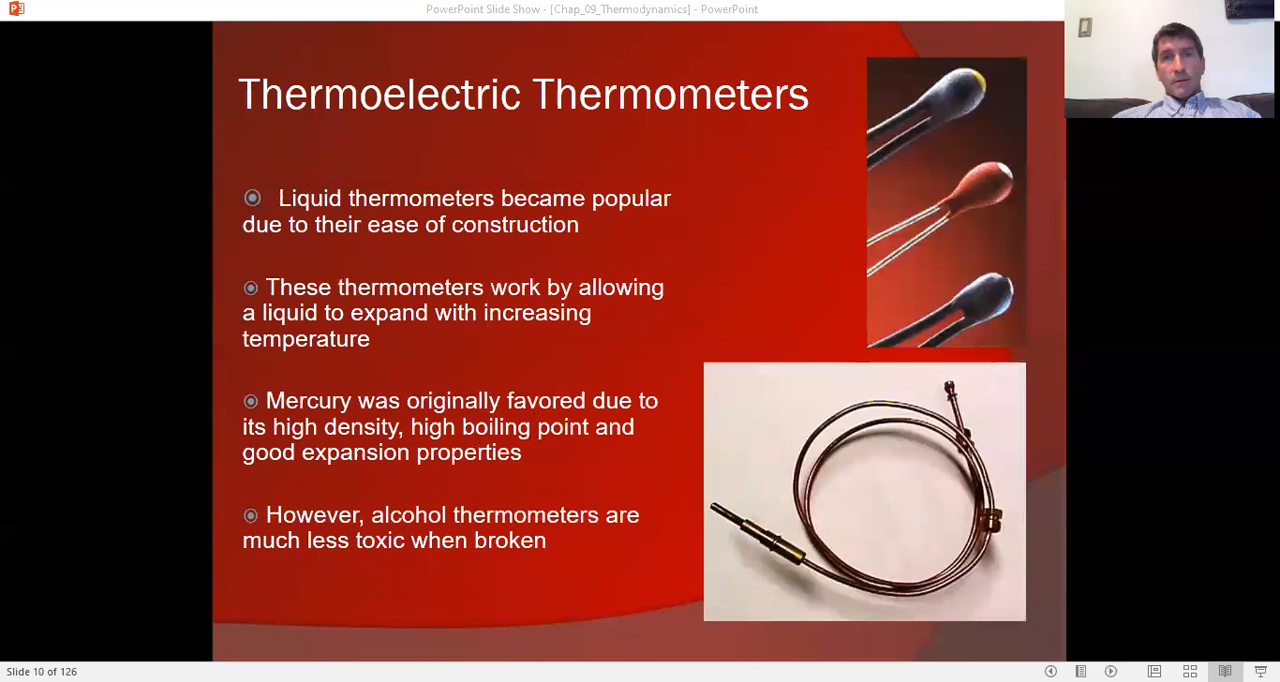 PowerPoint Slide Show - [Chap_09_Thermodynamics] - PowerPoint
Thermoelectric Thermometers
Liquid thermometers became popular
due to their ease of construction
These thermometers work by allowing
a liquid to expand with increasing
temperature
Mercury was originally favored due to
its high density, high boiling point and
good expansion properties
However, alcohol thermometers are
much less toxic when broken
Slide 10 of 126